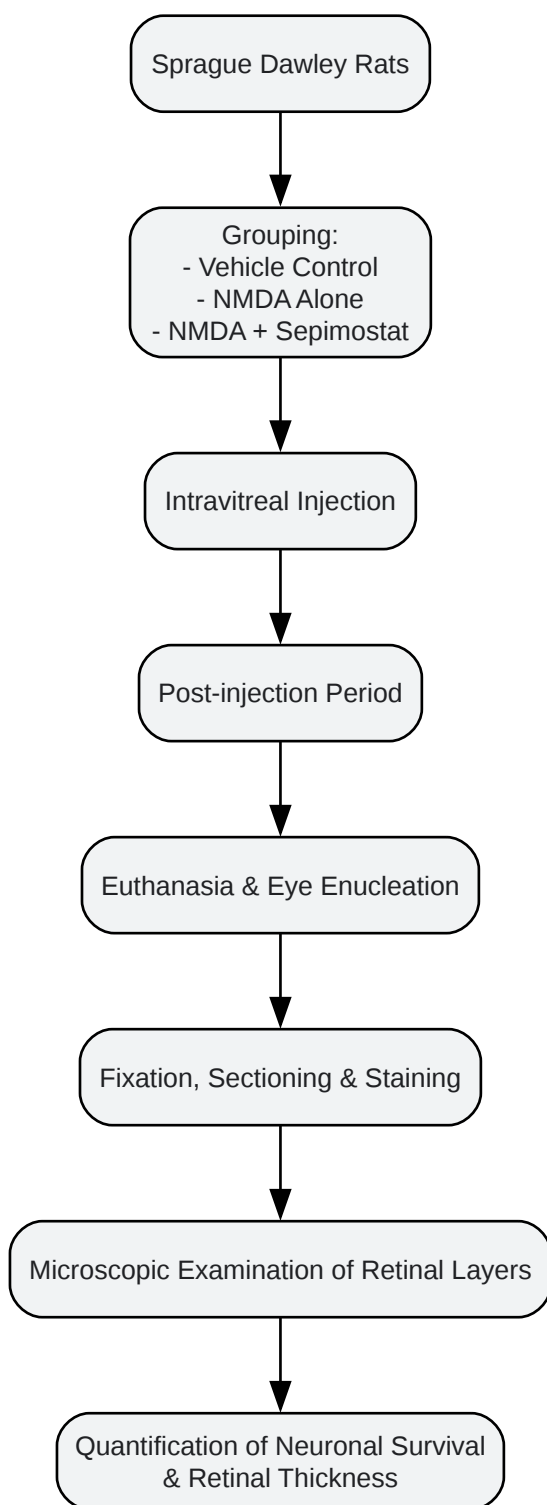 Sprague Dawley Rats
Grouping:
- Vehicle Control
- NMDA Alone
- NMDA + Sepimostat
Intravitreal Injection
Post-injection Period
Euthanasia & Eye Enucleation
Fixation, Sectioning & Staining
Microscopic Examination of Retinal Layers
Quantification of Neuronal Survival
& Retinal Thickness